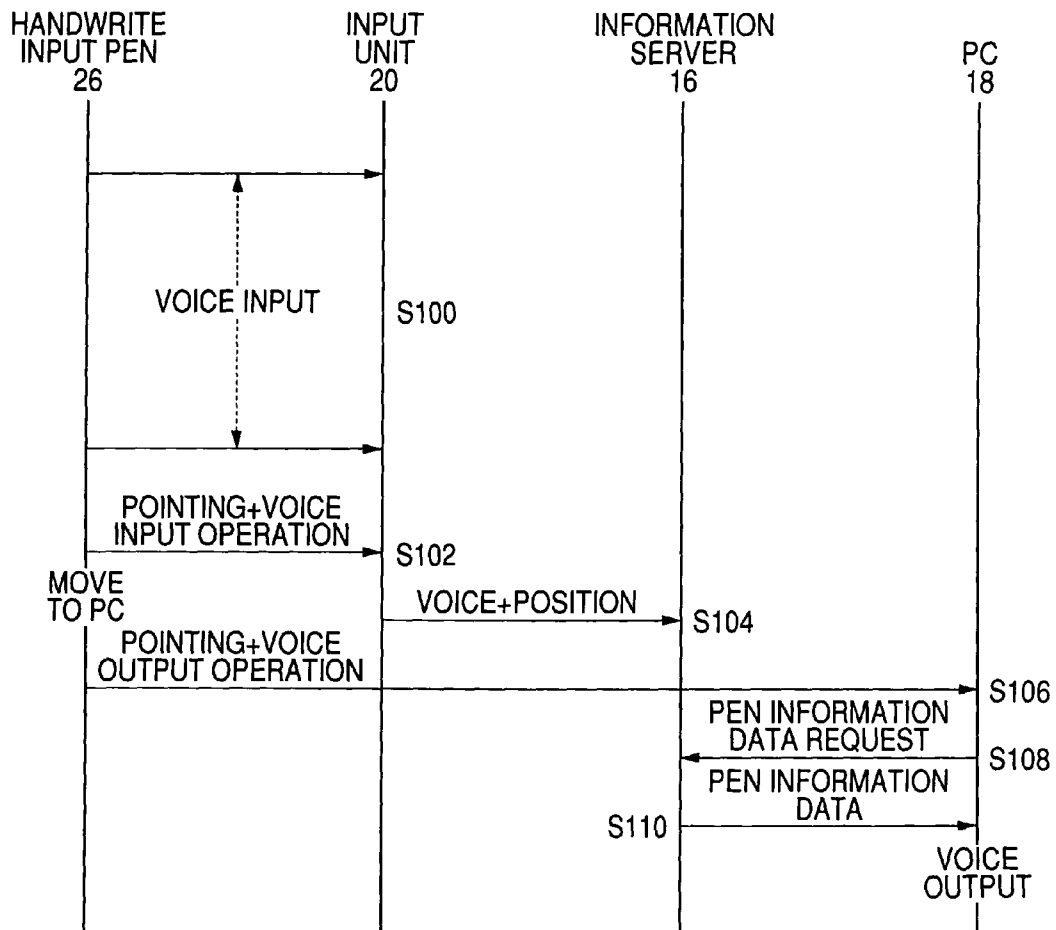 HANDWRITE
INPUT PEN
26
INPUT
UNIT
20
INFORMATION
SERVER
16
PC
18
VOICE INPUT
S100
POINTING+VOICE
INPUT OPERATION
S102
MOVE
TO PC
VOICE+POSITION
S104
POINTING+VOICE
OUTPUT OPERATION
S106
PEN INFORMATION
DATA REQUEST
S108
PEN INFORMATION
DATA
S110
VOICE
OUTPUT